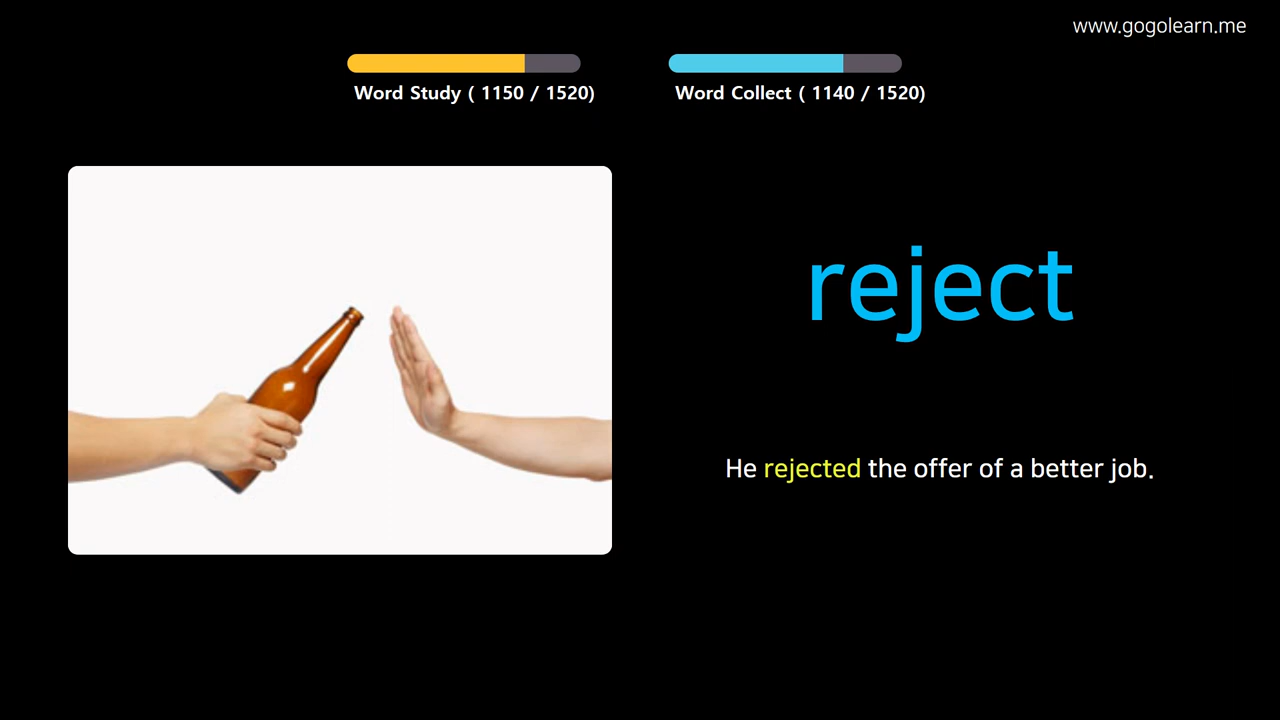 www.gogolearn.me
Word Study ( 1150 / 1520)
Word Collect ( 1140 / 1520)
reject
He rejected the offer of a better job.